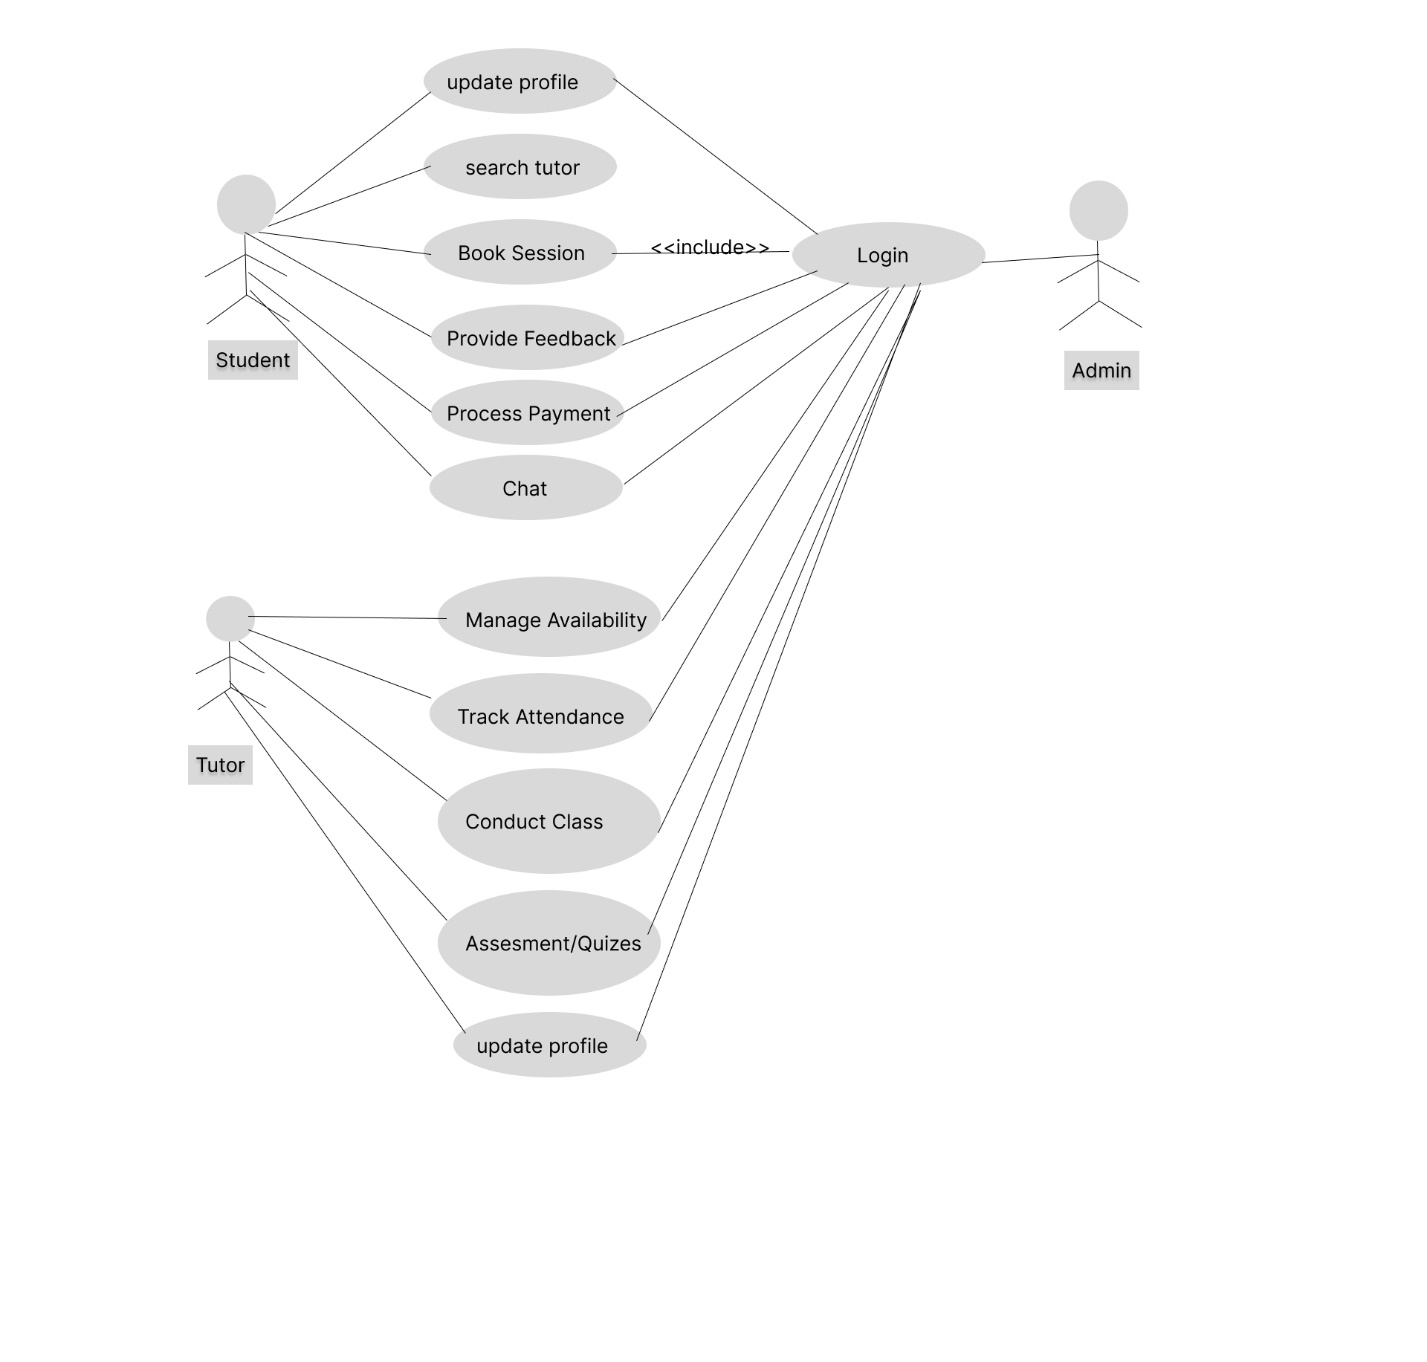 update profile
search tutor
Book Session
<<include>>
Login
Provide Feedback
Student
Admin
Process Payment
Chat
Manage Availability
Track Attendance
Tutor
Conduct Class
Assesment/Quizes
update profile